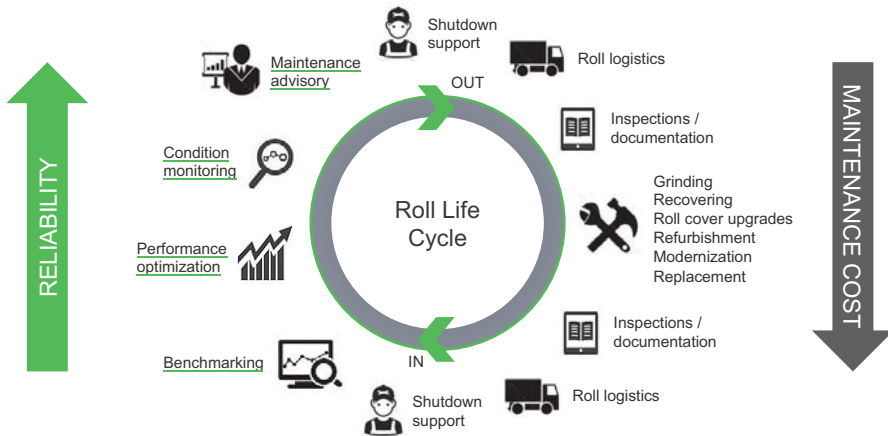 Shutdown
support
Roll logistics
Maintenance
advisory
OUT
Inspections /
documentation
Condition
monitoring
Grinding
Recovering
Roll cover upgrades
Refurbishment
Modernization
Replacement
Roll Life
Cycle
Performance
optimization
Inspections /
documentation
Benchmarking
IN
Shutdown
support
Roll logistics
RELIABILITY
MAINTENANCE COST